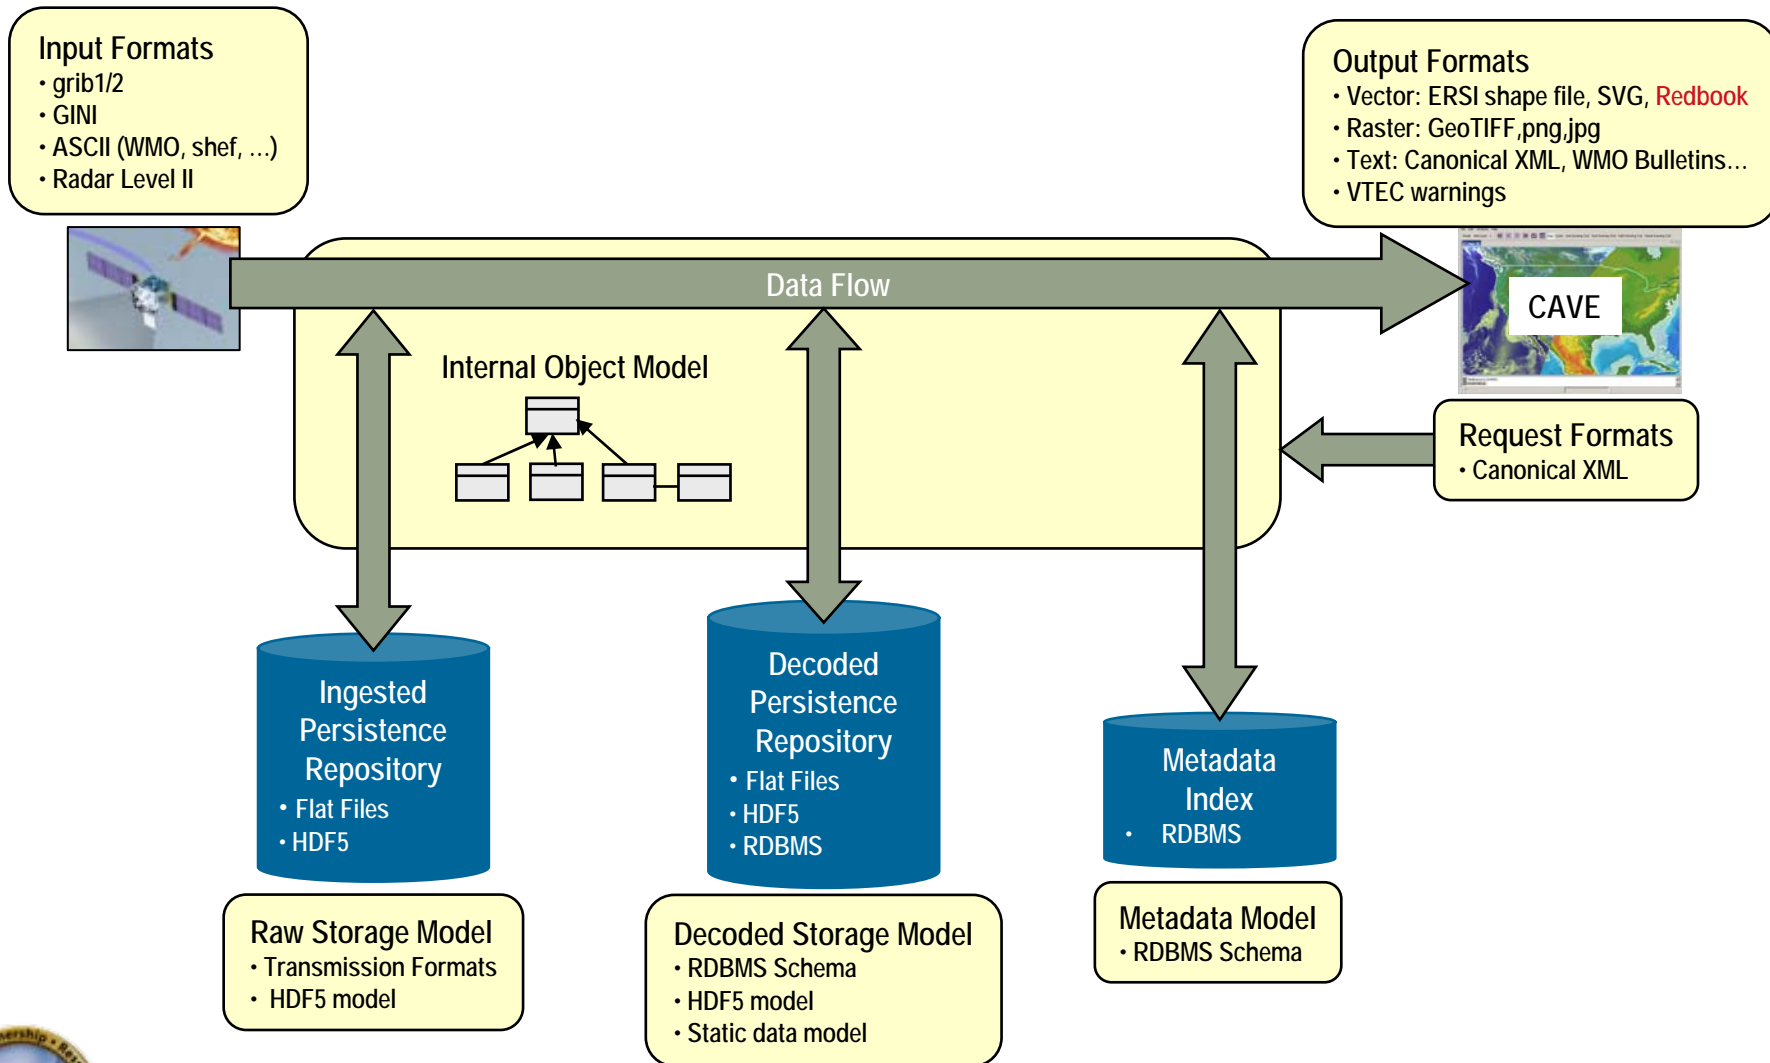 Input Formats
• grib1/2
• GINI
• ASCII (WMO, shef, …)
• Radar Level II
Output Formats
• Vector: ERSI shape file, SVG, Redbook
• Raster: GeoTIFF,png,jpg
• Text: Canonical XML, WMO Bulletins…
• VTEC warnings
Data Flow
CAVE
Internal Object Model
Request Formats
• Canonical XML
Ingested
Persistence
Repository
• Flat Files
• HDF5
Decoded
Persistence
Repository
• Flat Files
• HDF5
• RDBMS
Metadata
Index
• RDBMS
Raw Storage Model
• Transmission Formats
• HDF5 model
Decoded Storage Model
• RDBMS Schema
• HDF5 model
• Static data model
Metadata Model
• RDBMS Schema